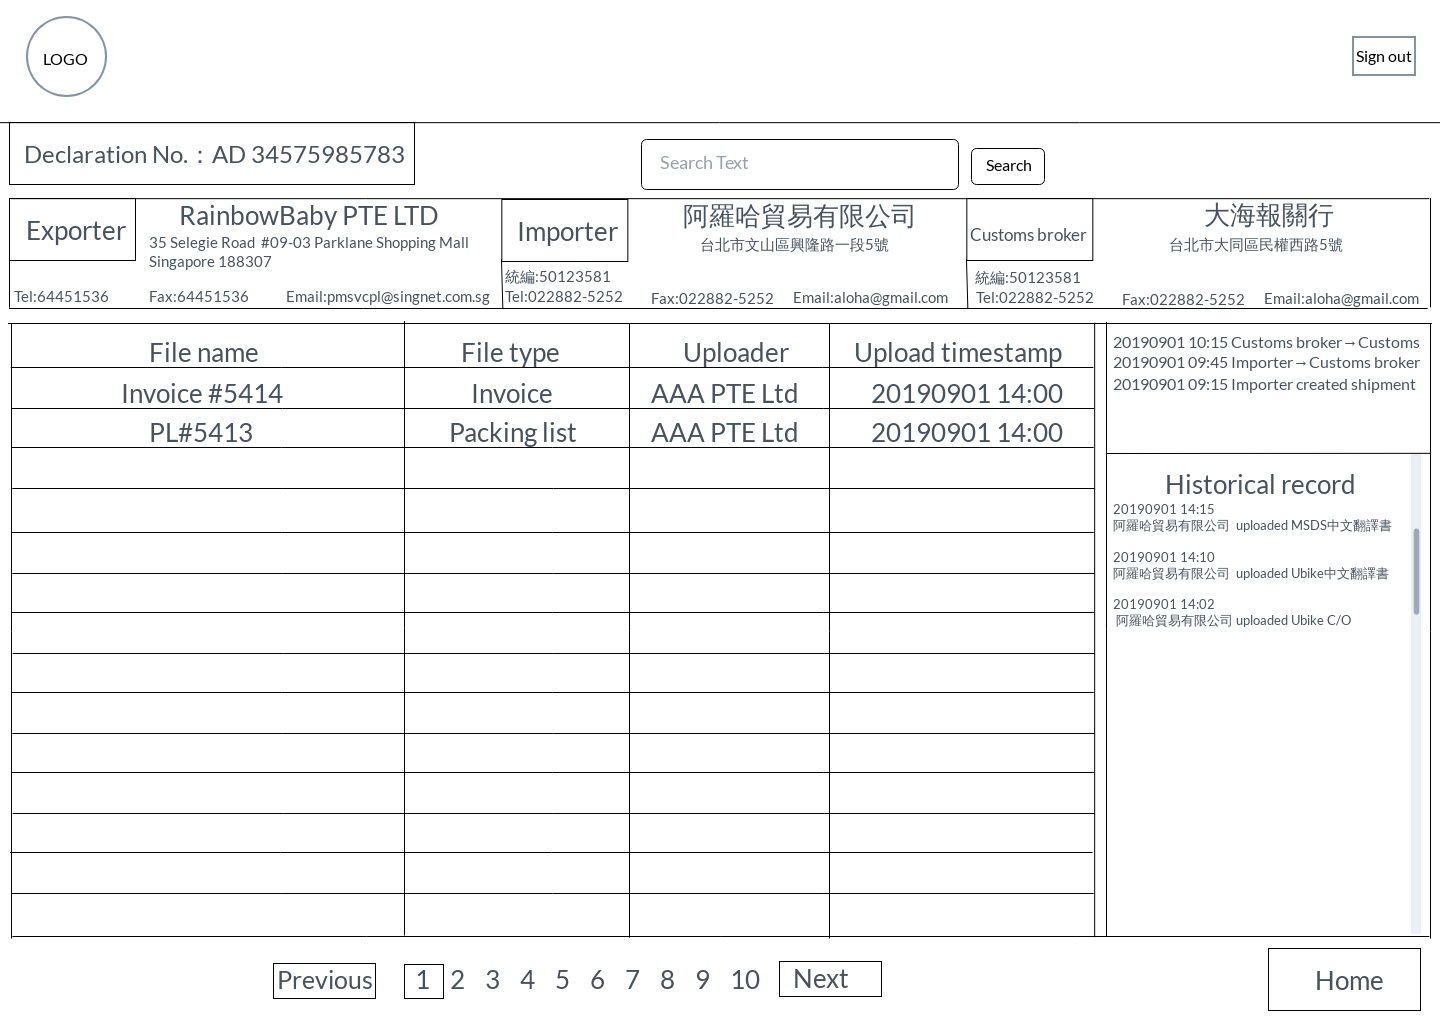 LOGO
Sign out
Declaration No.：AD 34575985783
Search Text
Search
Exporter
RainbowBaby PTE LTD
35 Selegie Road #09-03 Parklane Shopping Mall
Singapore 188307
Tel:64451536
Fax:64451536
Email:pmsvcpl@singnet.com.sg
Importer
阿羅哈貿易有限公司
台北市文山區興隆路一段5號
統編:50123581
Tel:022882-5252
Fax:022882-5252
Email:aloha@gmail.com
Customs broker
大海報關行
台北市大同區民權西路5號
統編:50123581
Tel:022882-5252
Fax:022882-5252
Email:aloha@gmail.com
File name File type Uploader Upload timestamp
Invoice #5414 Invoice AAA PTE Ltd 20190901 14:00
PL#5413 Packing list AAA PTE Ltd 20190901 14:00
20190901 10:15 Customs broker→Customs
20190901 09:45 Importer→Customs broker
20190901 09:15 Importer created shipment
Historical record
20190901 14:15
阿羅哈貿易有限公司 uploaded MSDS中文翻譯書
20190901 14:10
阿羅哈貿易有限公司 uploaded Ubike中文翻譯書
20190901 14:02
阿羅哈貿易有限公司 uploaded Ubike C/O
Previous 1 2 3 4 5 6 7 8 9 10 Next
Home